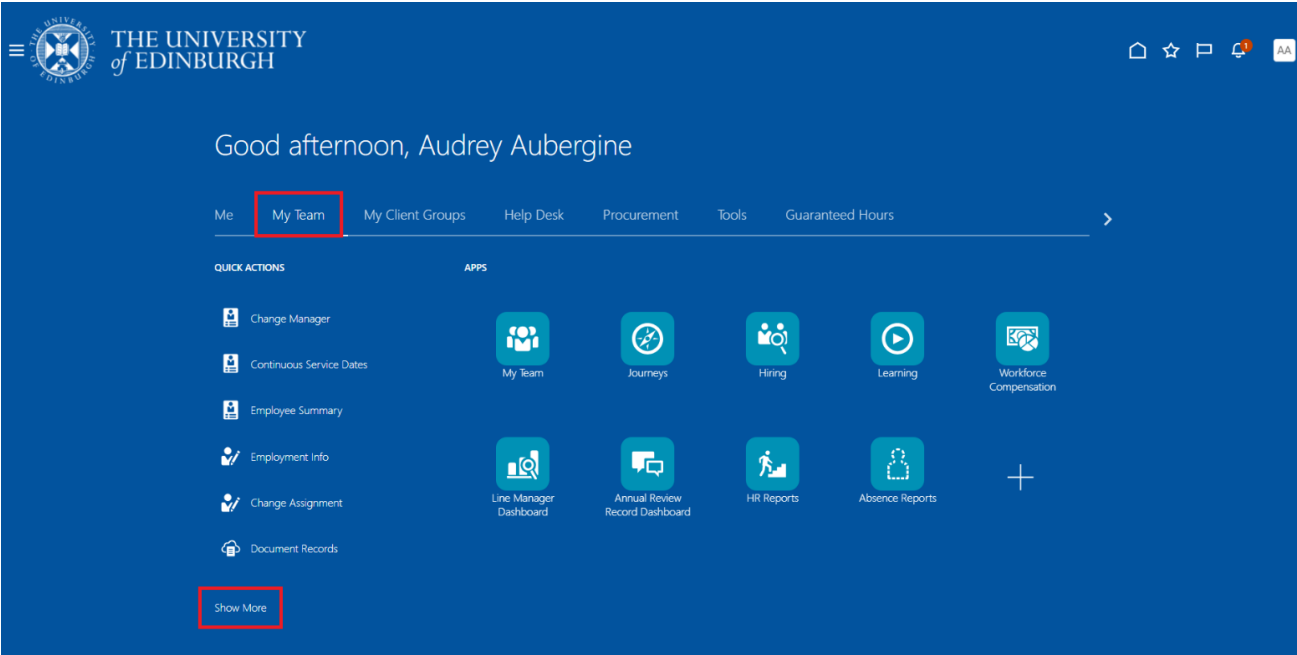 THE UNIVERSITY
of EDINBURGH
1
AA
Good afternoon, Audrey Aubergine
Me My Team My Client Groups Help Desk Procurement Tools Guaranteed Hours
QUICK ACTIONS
APPS
Change Manager
Continuous Service Dates
Employee Summary
Employment Info
Change Assignment
Document Records
Show More
My Team
Journeys
Hiring
Learning
Workforce
Compensation
Line Manager
Dashboard
Annual Review
Record Dashboard
HR Reports
Absence Reports